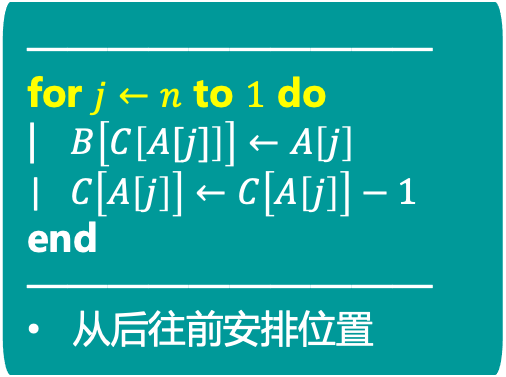 for j ← n to 1 do
| B[C[A[j]]] ← A[j]
| C[A[j]] ← C[A[j]] − 1
end
• 从后往前安排位置